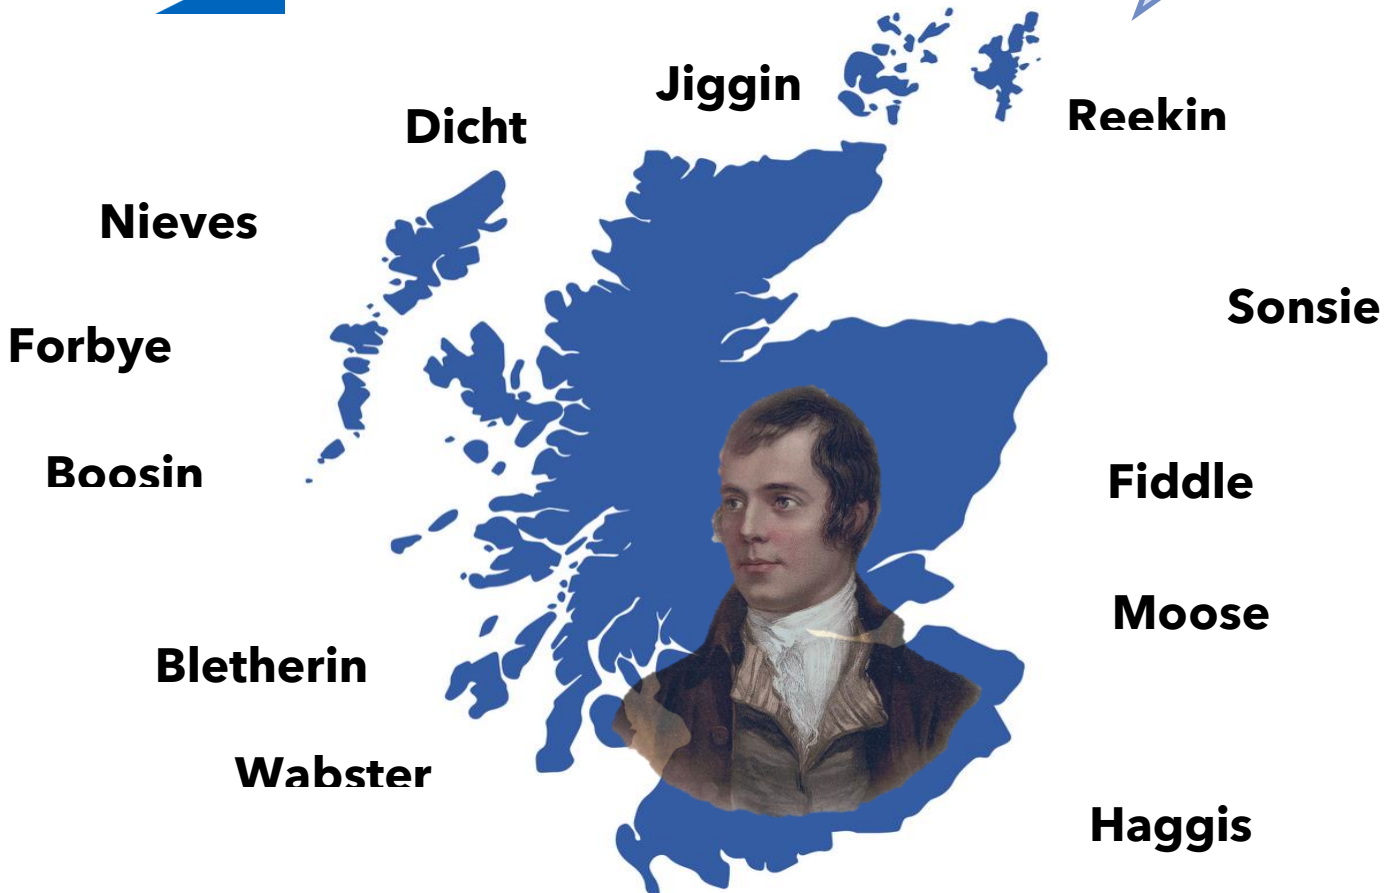 Jiggin
Dicht
Reekin
Nieves
Sonsie
Forbye
Boosin
Fiddle
Moose
Bletherin
Wabster
Haggis